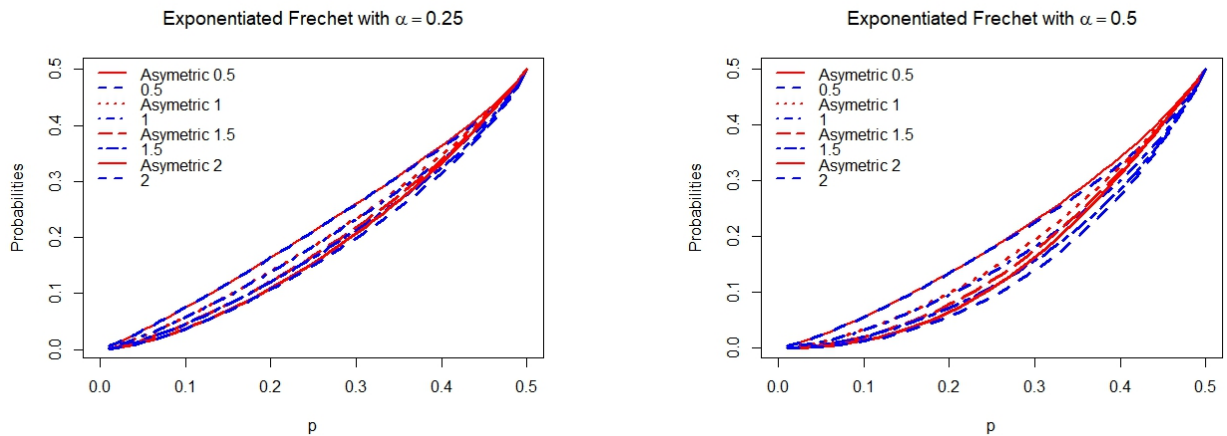 Exponentiated Frechet with α = 0.25
Probabilities
0.5
0.4
0.3
0.2
0.1
0.0
Asymetric 0.5
0.5
Asymetric 1
1
Asymetric 1.5
1.5
Asymetric 2
2
0.0 0.1 0.2 0.3 0.4 0.5
p
Exponentiated Frechet with α = 0.5
Probabilities
0.5
0.4
0.3
0.2
0.1
0.0
Asymetric 0.5
0.5
Asymetric 1
1
Asymetric 1.5
1.5
Asymetric 2
2
0.0 0.1 0.2 0.3 0.4 0.5
p